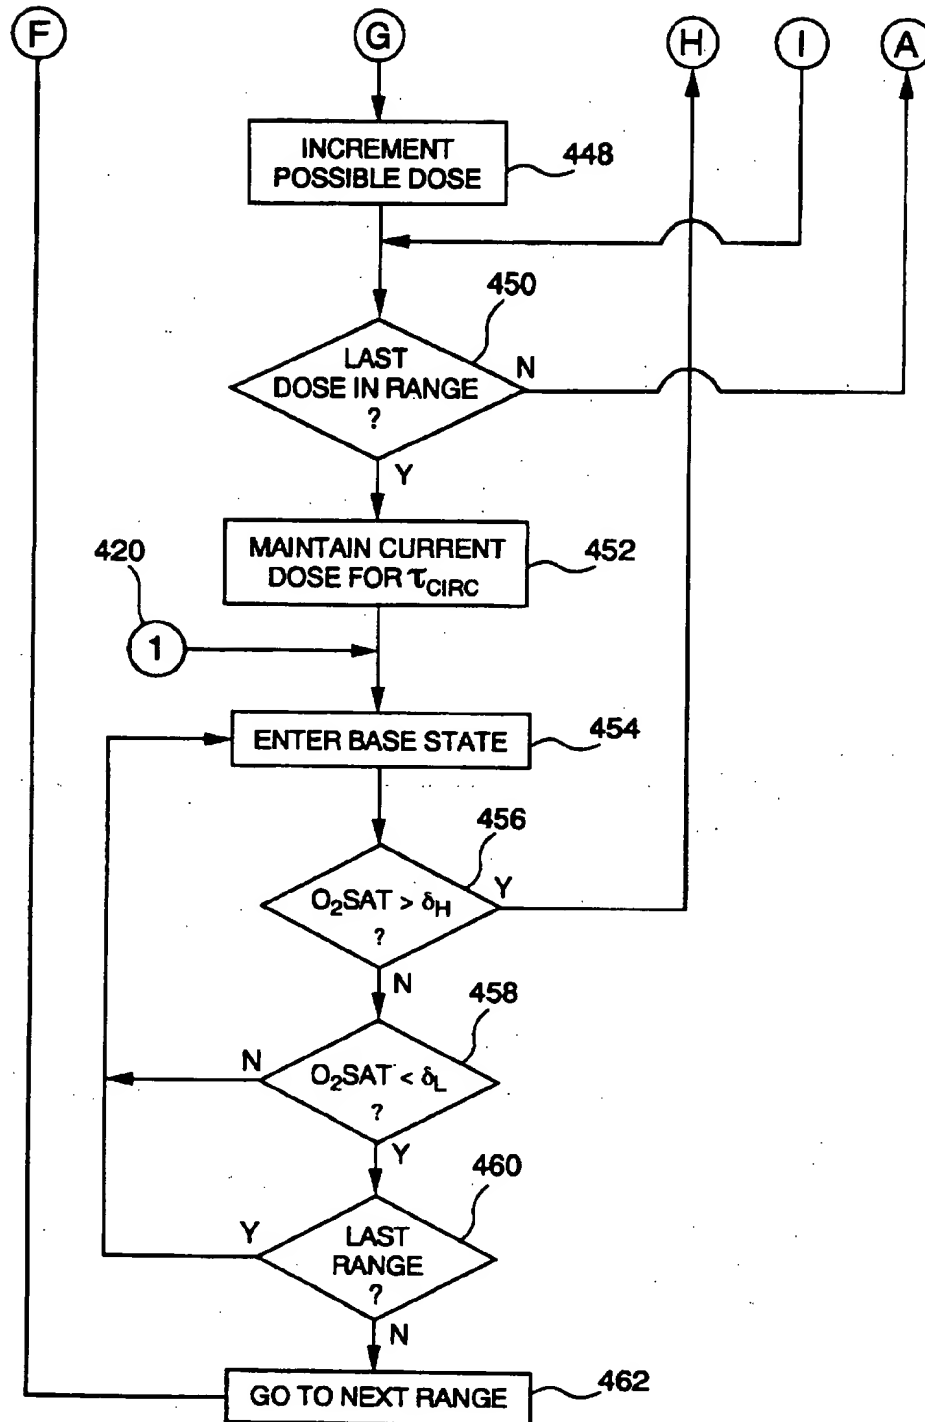 F
G
H
I
A
INCREMENT
POSSIBLE DOSE
448
450
LAST
DOSE IN RANGE
?
N
Y
MAINTAIN CURRENT
DOSE FOR τCIRC
452
420
1
ENTER BASE STATE
454
456
O₂SAT > δH
?
Y
N
458
N
O₂SAT < δL
?
Y
460
Y
LAST
RANGE
?
N
GO TO NEXT RANGE
462